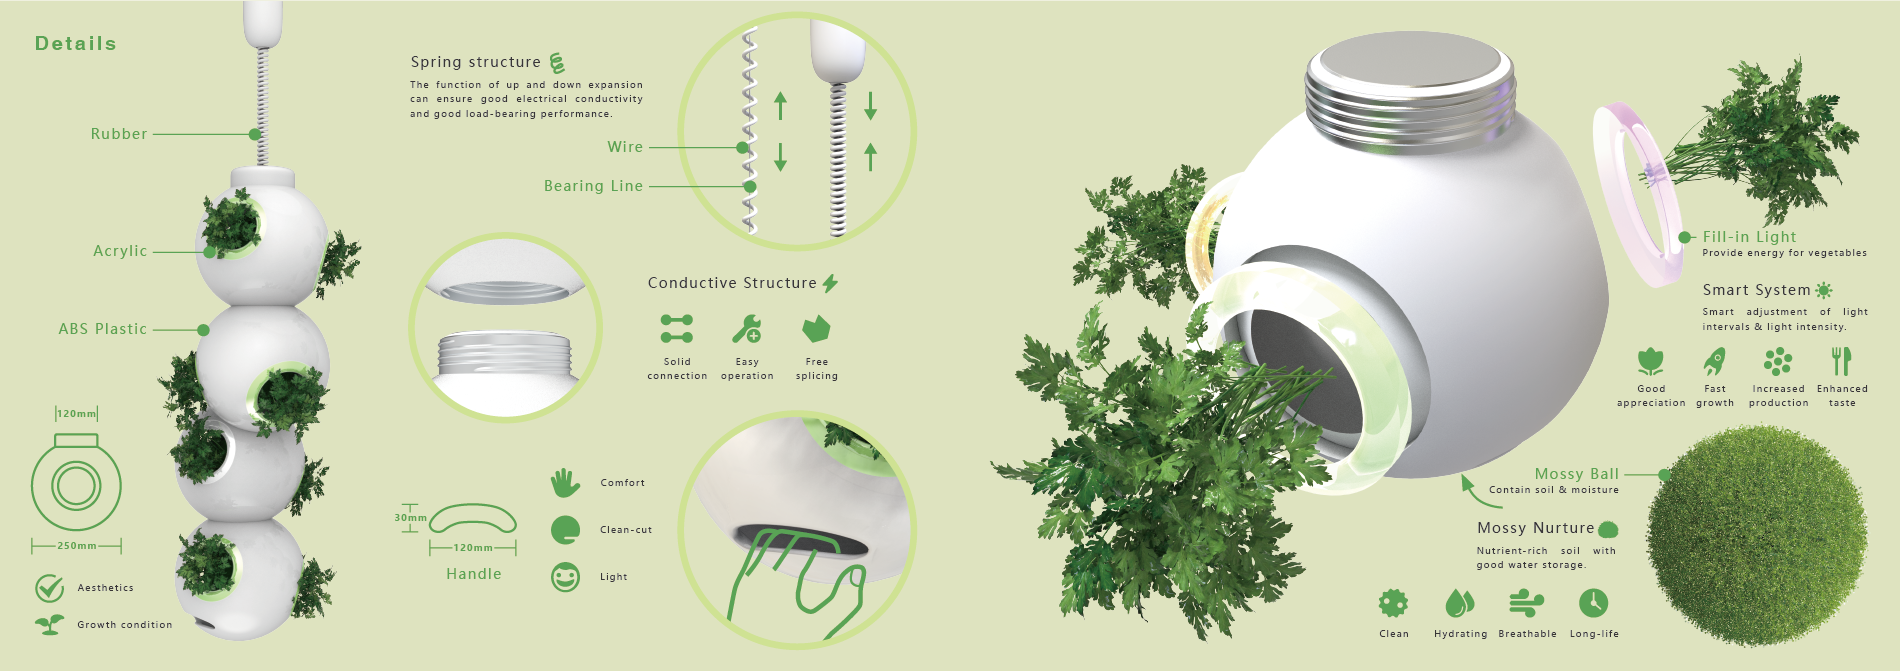 Details
Rubber
Acrylic
ABS Plastic
120mm
250mm
Aesthetics
Growth condition
Spring structure
The function of up and down expansion
can ensure good electrical conductivity
and good load-bearing performance.
Wire
Bearing Line
Conductive Structure
Solid
connection
Easy
operation
Free
splicing
30mm
120mm
Handle
Comfort
Clean-cut
Light
Fill-in Light
Provide energy for vegetables
Smart System
Smart adjustment of light
intervals & light intensity.
Good
appreciation
Fast
growth
Increased
production
Enhanced
taste
Mossy Ball
Contain soil & moisture
Mossy Nurture
Nutrient-rich soil with
good water storage.
Clean
Hydrating
Breathable
Long-life